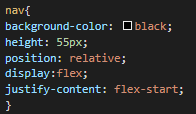 nav{
background-color: black;
height: 55px;
position: relative;
display:flex;
justify-content: flex-start;
}